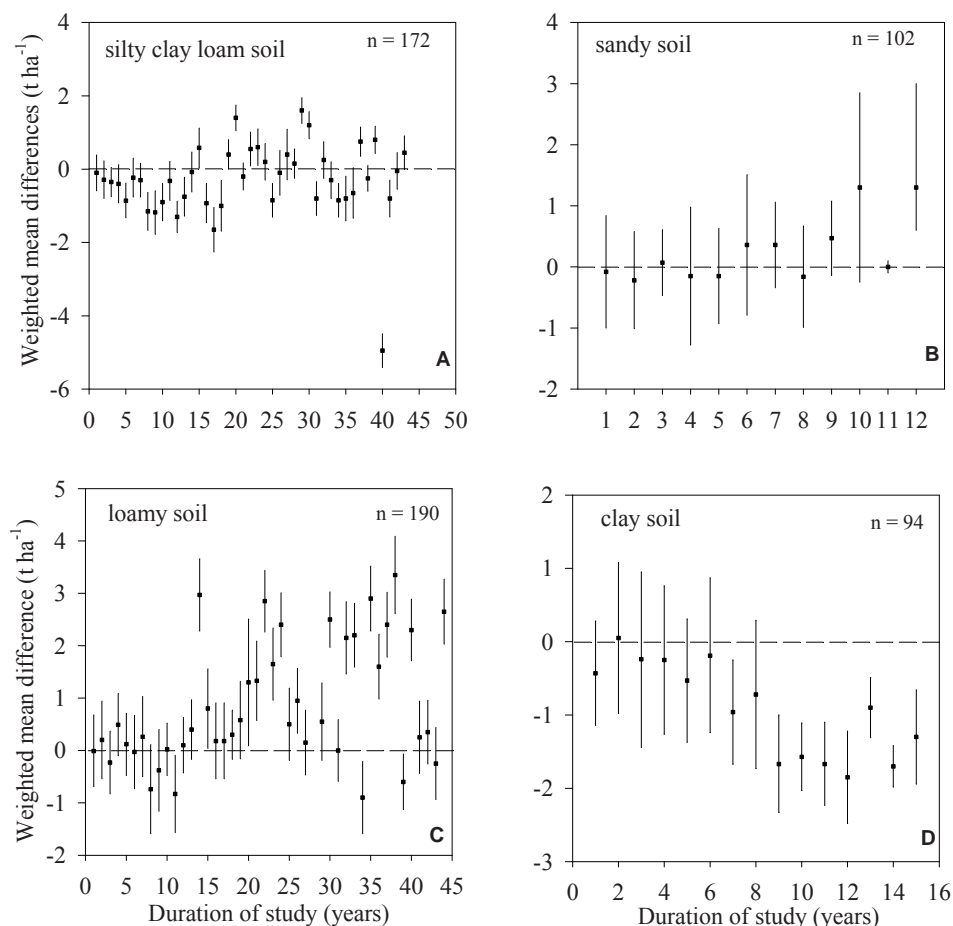 silty clay loam soil
n = 172
Weighted mean differences (t ha-1)
4
2
0
-2
-4
-6
A
0 5 10 15 20 25 30 35 40 45 50
sandy soil
n = 102
4
3
2
1
0
-1
-2
B
1 2 3 4 5 6 7 8 9 10 11 12
loamy soil
n = 190
Weighted mean difference (t ha-1)
5
4
3
2
1
0
-1
-2
C
0 5 10 15 20 25 30 35 40 45
Duration of study (years)
clay soil
n = 94
2
1
0
-1
-2
-3
D
0 2 4 6 8 10 12 14 16
Duration of study (years)